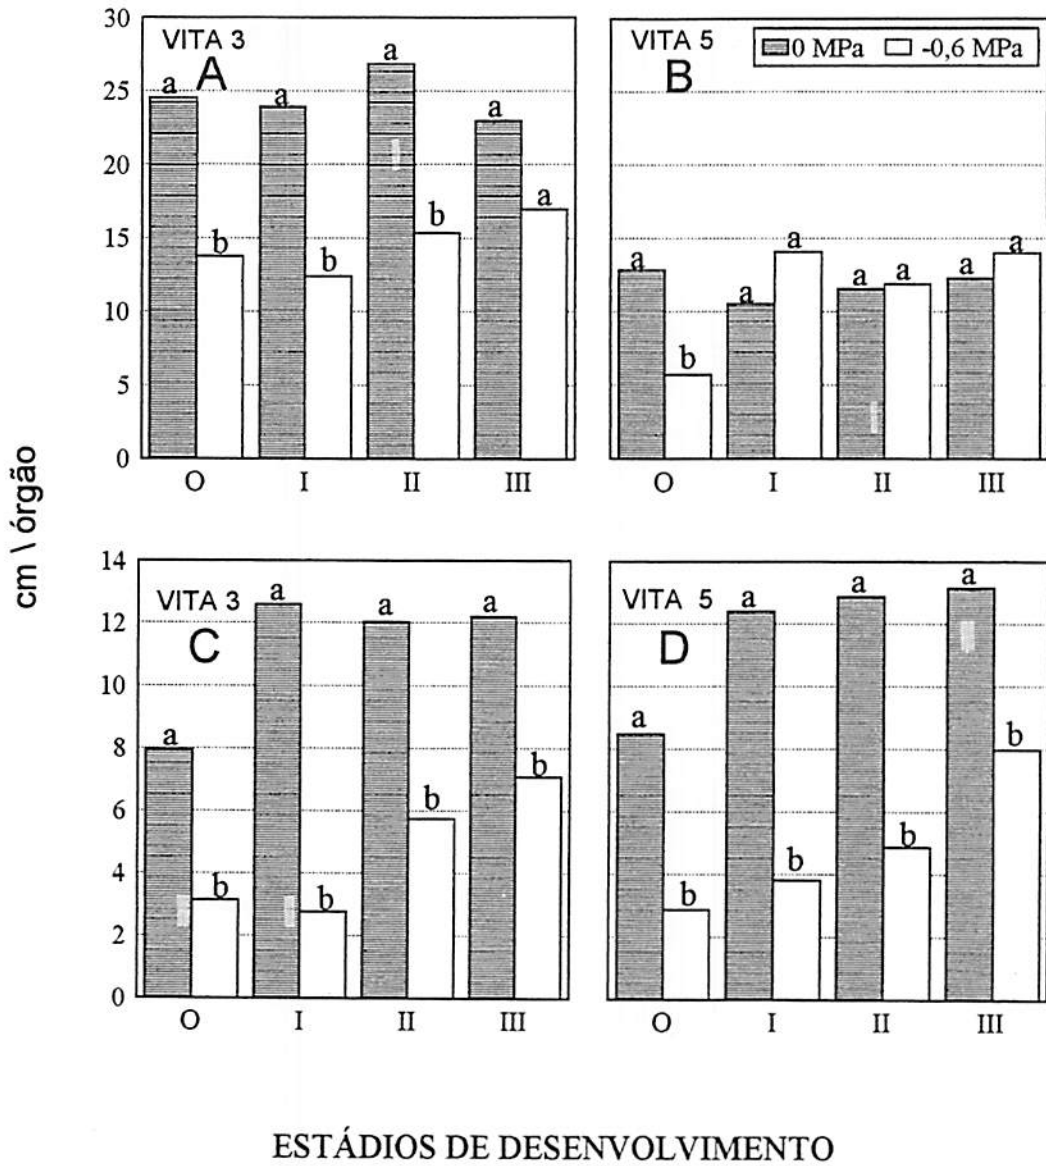 cm \ órgão
30
25
20
15
10
5
0
VITA 3
A
a b a b a b a a
O I II III
VITA 5
B
0 MPa -0,6 MPa
a b a a a a a a
O I II III
14
12
10
8
6
4
2
0
VITA 3
C
a b a b a b a b
O I II III
VITA 5
D
a b a b a b a b
O I II III
ESTÁDIOS DE DESENVOLVIMENTO